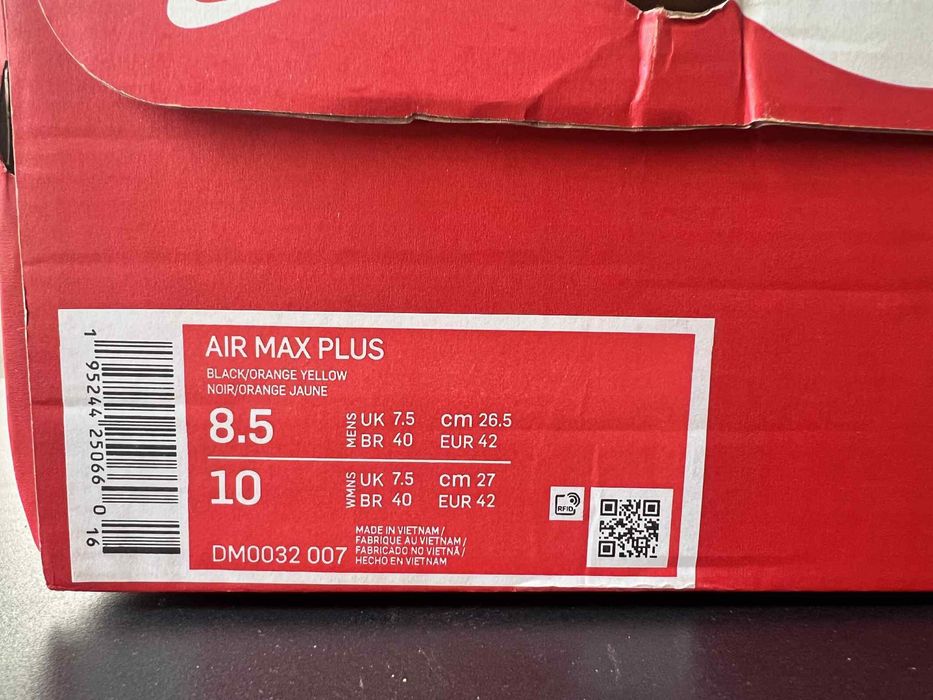 AIR MAX PLUS
BLACK/ORANGE YELLOW
NOIR/ORANGE JAUNE
8.5 MENS UK 7.5 cm 26.5
BR 40 EUR 42
10 WMNS UK 7.5 cm 27
BR 40 EUR 42
RFID
DM0032 007
MADE IN VIETNAM /
FABRIQUE AU VIETNAM /
FABRICADO NO VIETNÃ /
HECHO EN VIETNAM
1 95244 25066 0 16